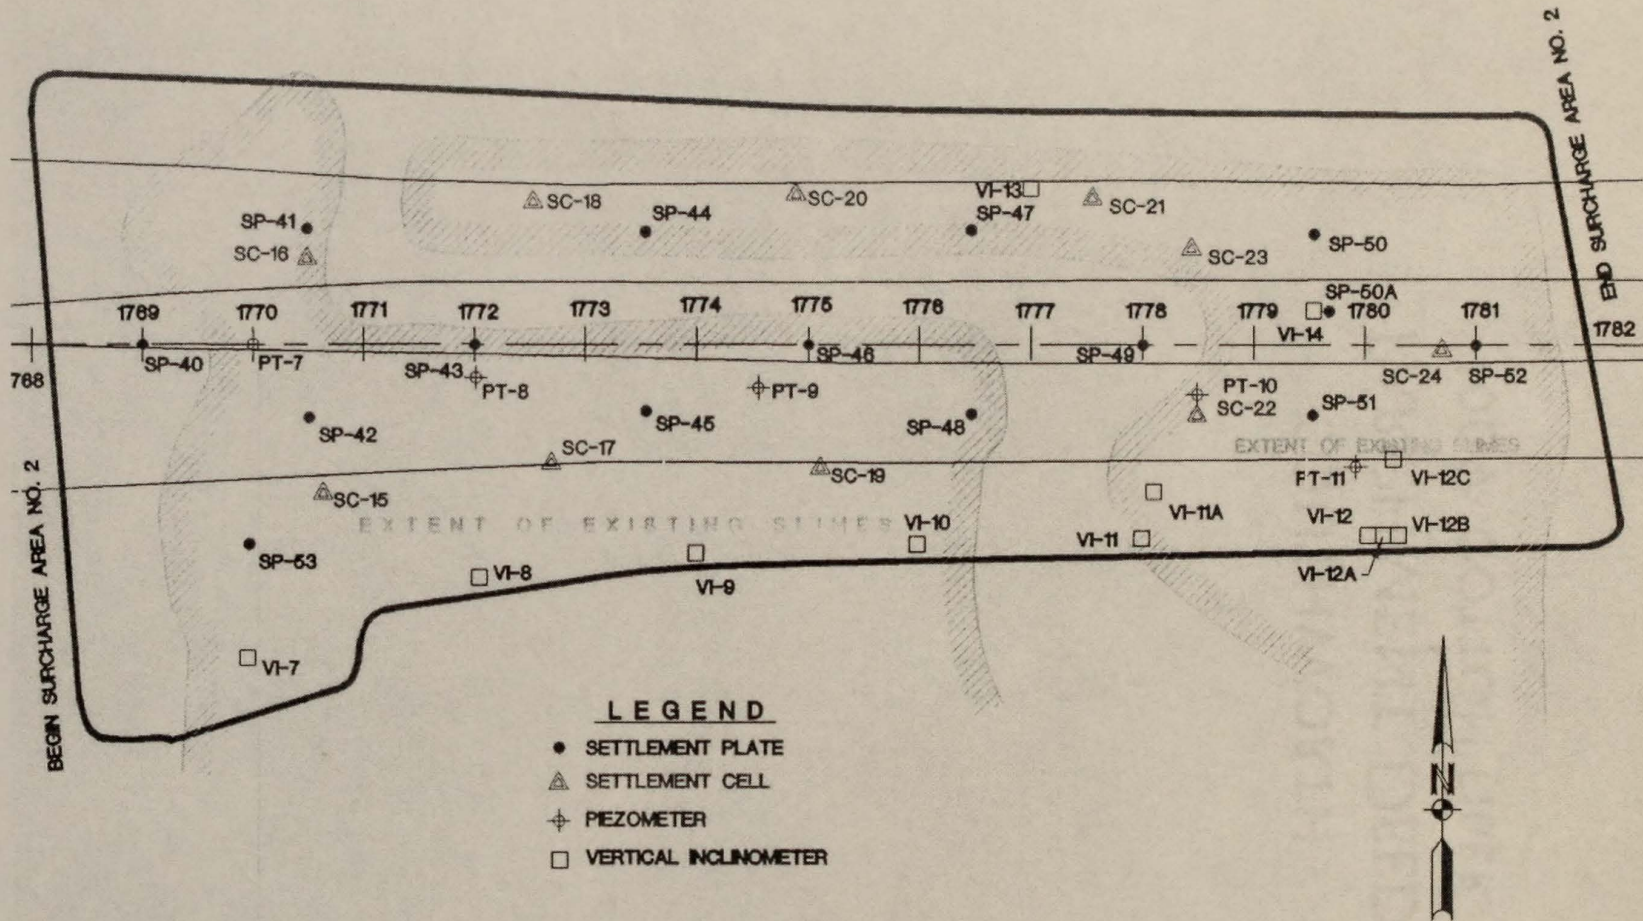 END SURCHARGE AREA NO. 2
VI-13
SC-18
SC-20
SC-21
SP-41
SP-44
SP-47
SC-16
SC-23
SP-50
SP-50A
1769
1770
1771
1772
1773
1774
1775
1776
1777
1778
1779
1780
1781
1782
VI-14
768
SP-40
PT-7
SP-43
PT-8
SP-46
PT-9
SP-49
PT-10
SC-24
SP-52
SP-42
SP-45
SP-48
SC-22
SP-51
SC-17
EXTENT OF EXISTING SLIMES
SC-15
SC-19
PT-11
VI-12C
BEGIN SURCHARGE AREA NO. 2
EXTENT OF EXISTING SLIMES
VI-10
VI-11A
VI-12
VI-12B
SP-53
VI-8
VI-9
VI-11
VI-12A
VI-7
LEGEND
SETTLEMENT PLATE
SETTLEMENT CELL
PIEZOMETER
VERTICAL INCLINOMETER
N